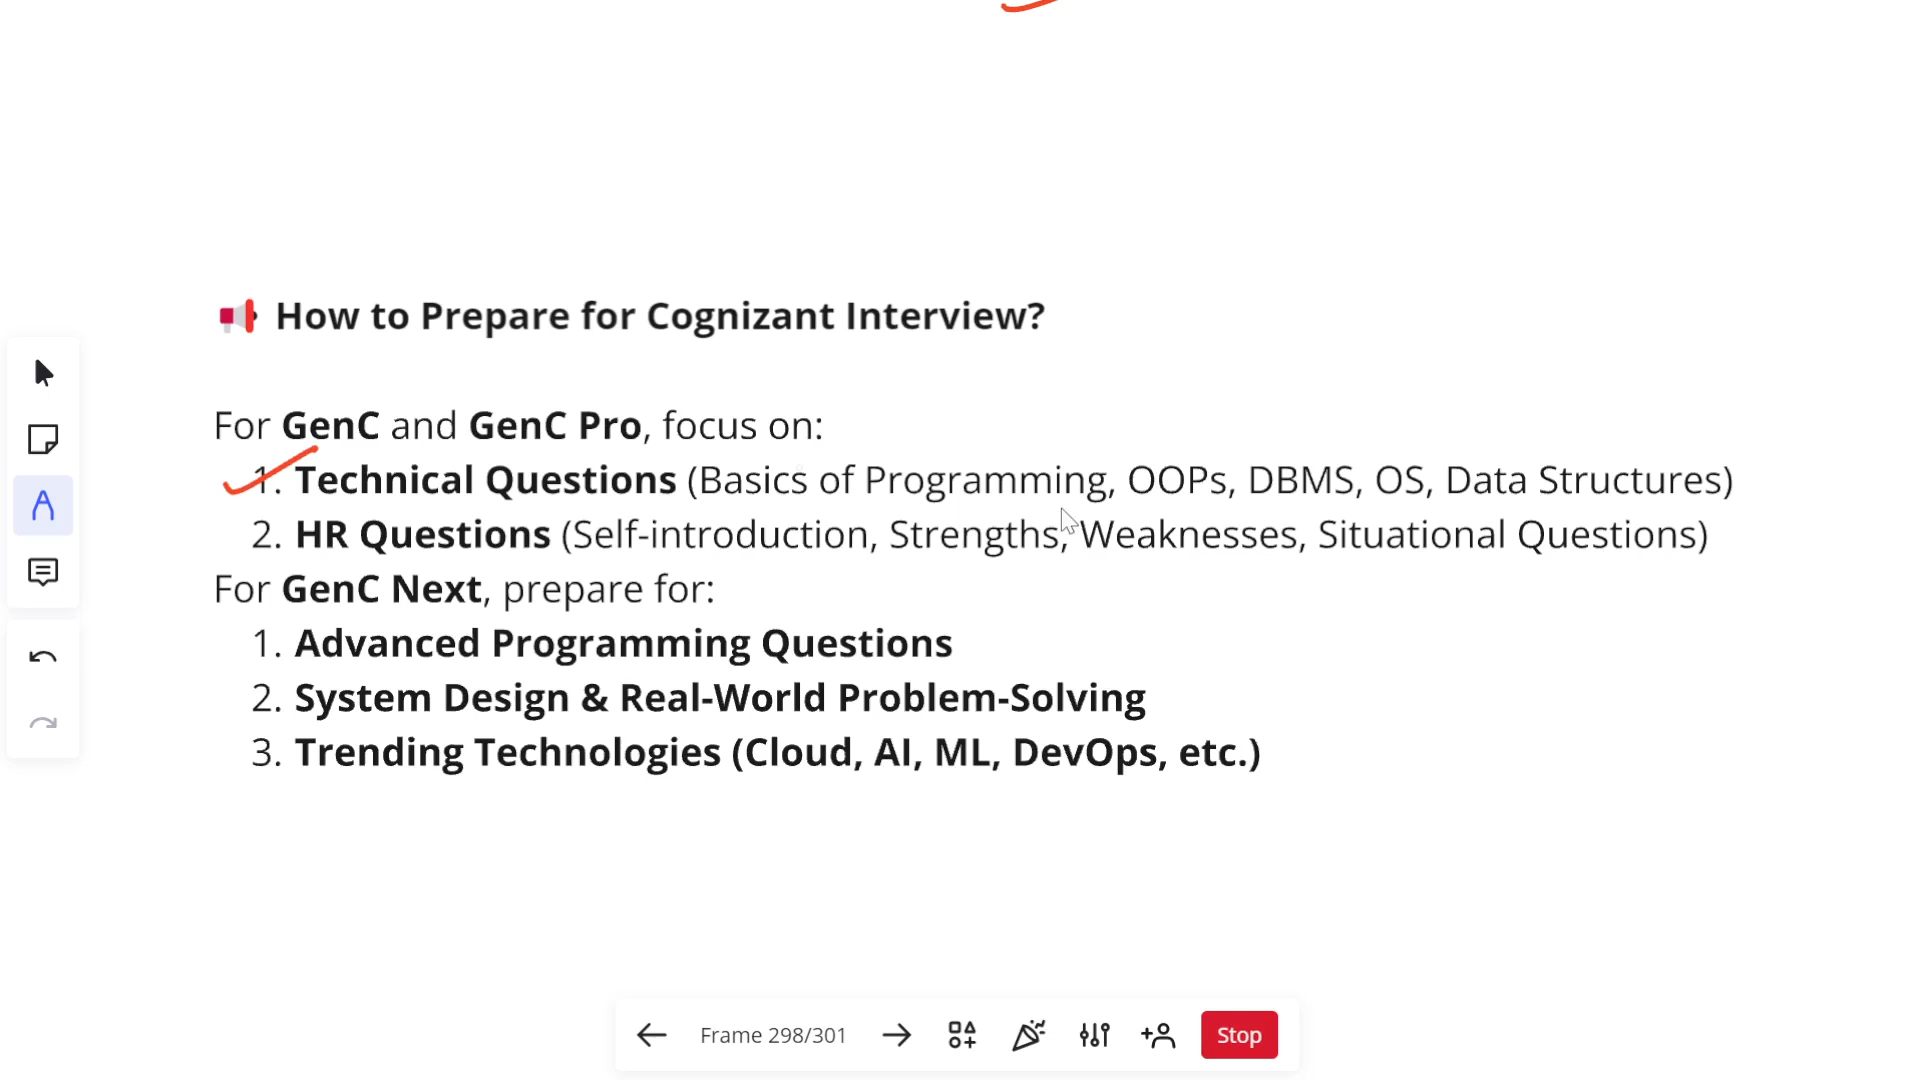 How to Prepare for Cognizant Interview?
For GenC and GenC Pro, focus on:
1. Technical Questions (Basics of Programming, OOPs, DBMS, OS, Data Structures)
2. HR Questions (Self-introduction, Strengths, Weaknesses, Situational Questions)
For GenC Next, prepare for:
1. Advanced Programming Questions
2. System Design & Real-World Problem-Solving
3. Trending Technologies (Cloud, AI, ML, DevOps, etc.)
Frame 298/301
Stop